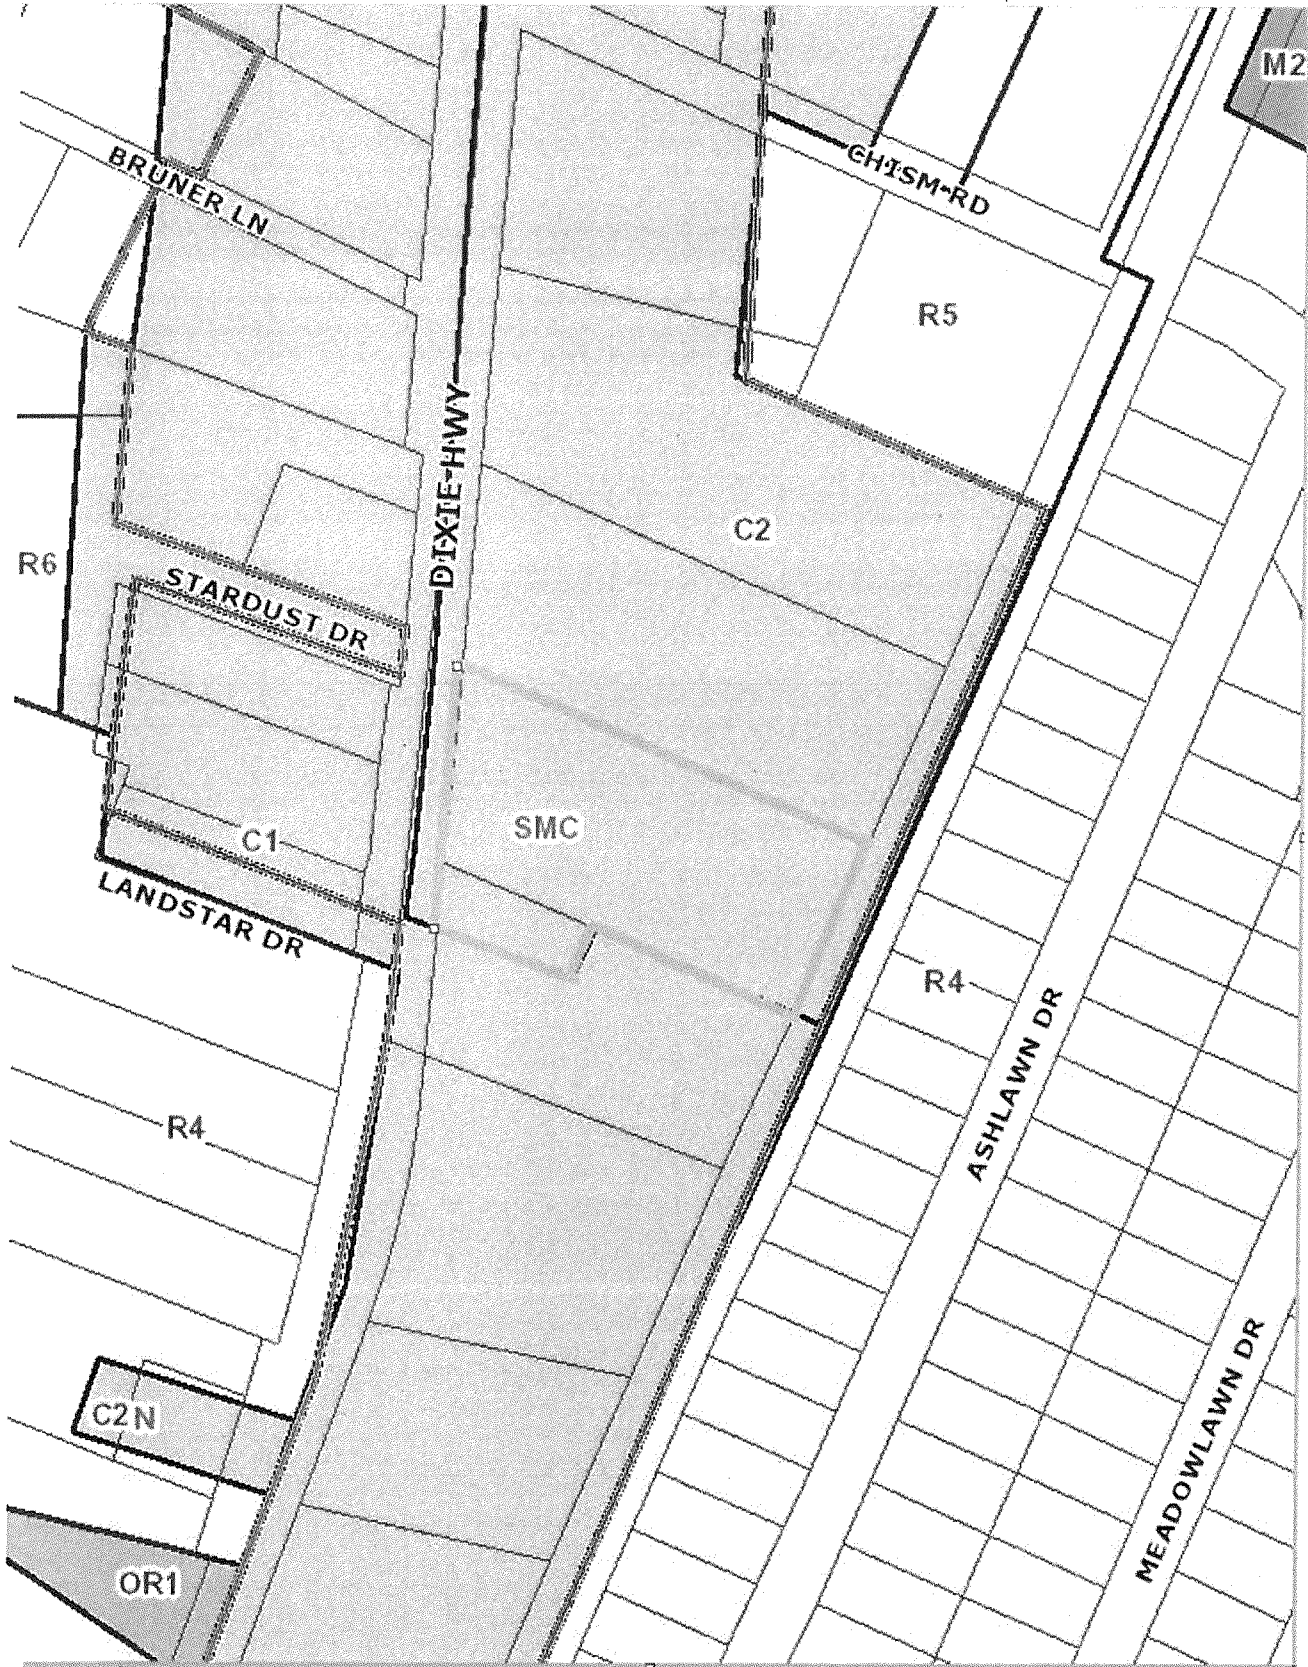 M2
BRUNER LN
CHISM RD
R5
DIXIE HWY
C2
R6
STARDUST DR
SMC
C1
LANDSTAR DR
R4
ASHLAWN DR
R4
MEADOWLAWN DR
C2 N
OR1